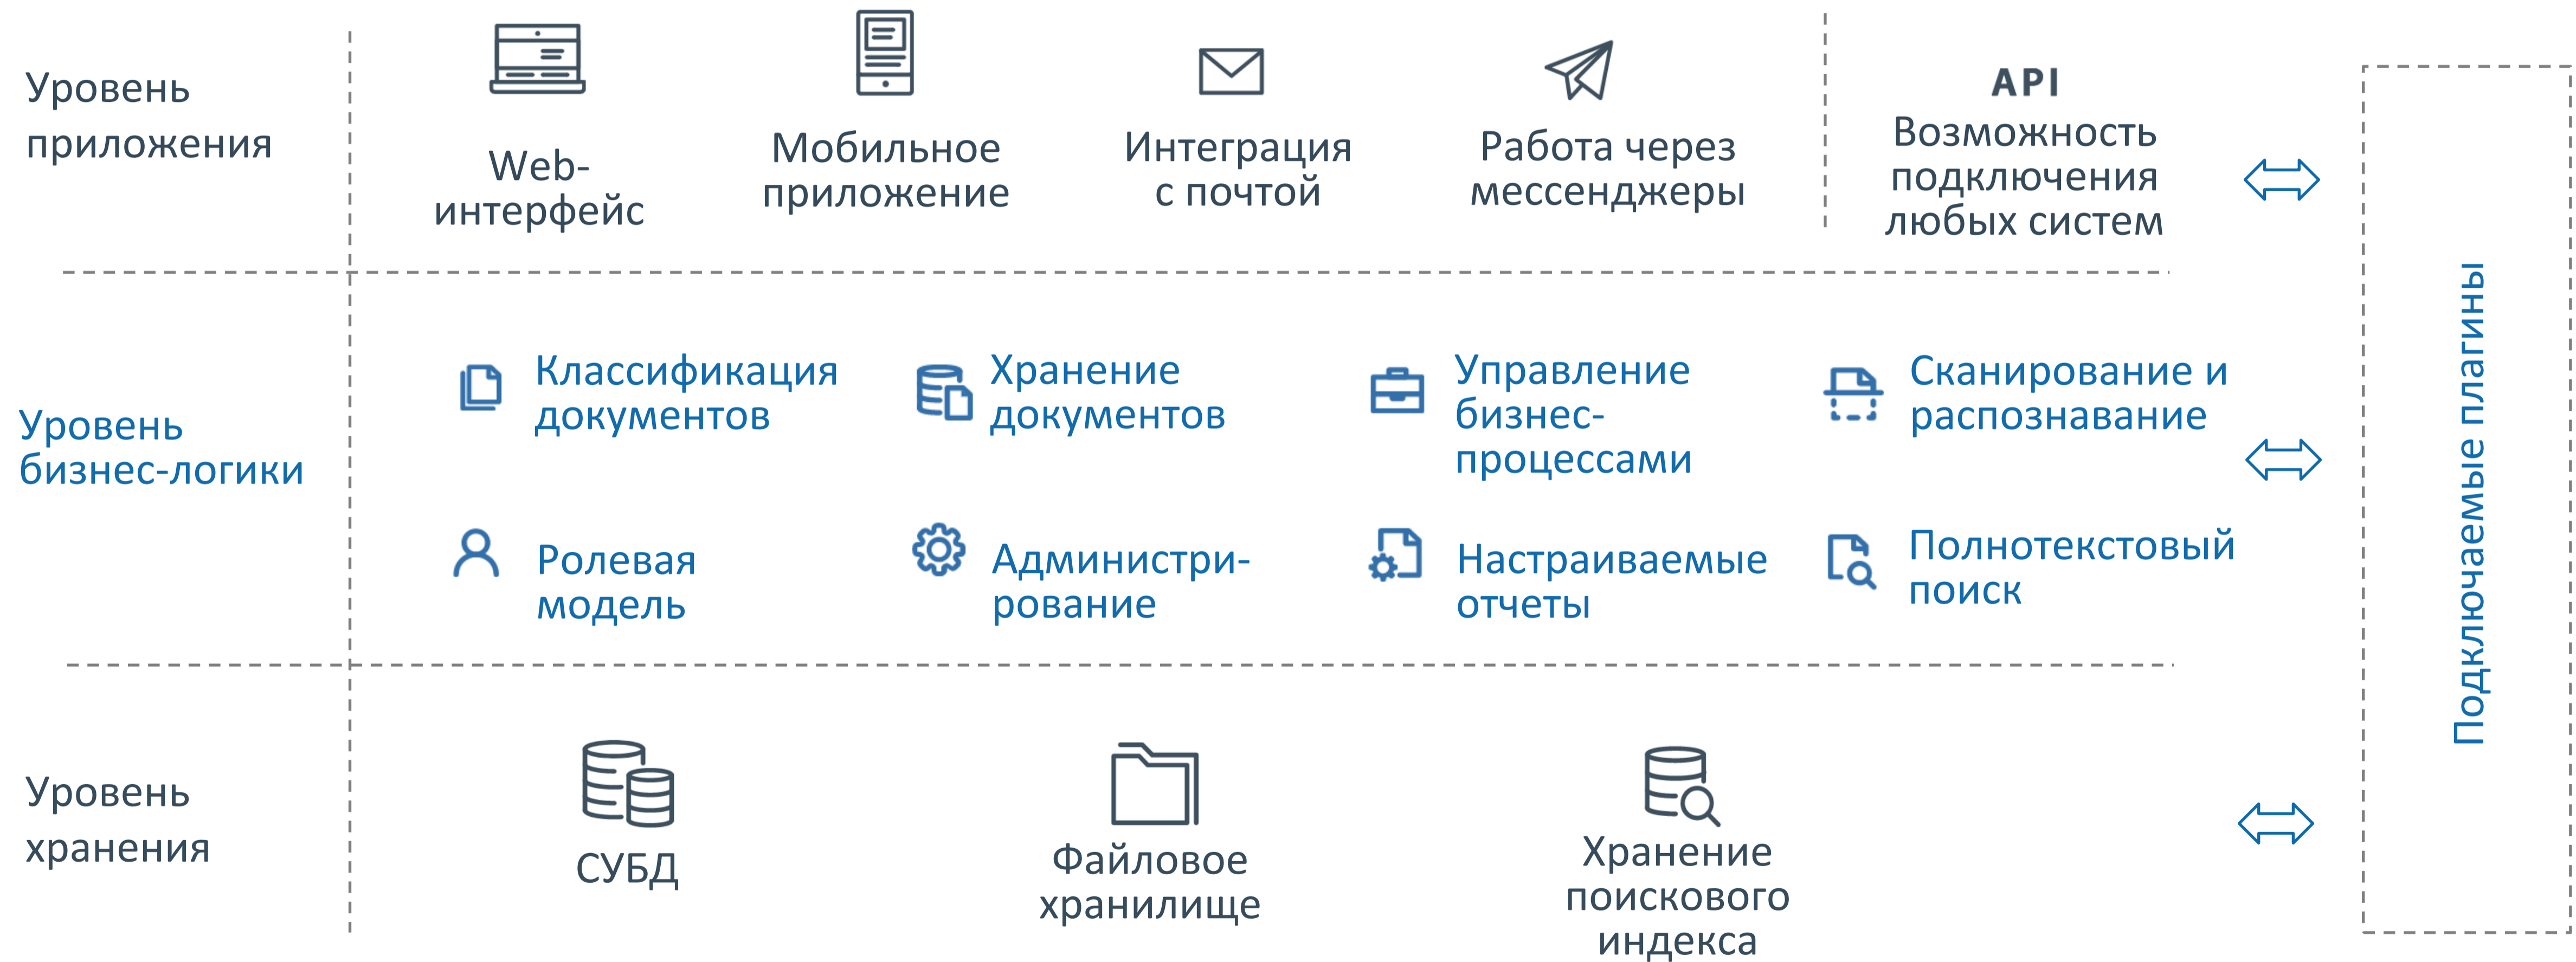 Уровень
приложения
Web-
интерфейс
Мобильное
приложение
Интеграция
с почтой
Работа через
мессенджеры
API
Возможность
подключения
любых систем
Уровень
бизнес-логики
Классификация
документов
Хранение
документов
Управление
бизнес-
процессами
Сканирование и
распознавание
Ролевая
модель
Администри-
рование
Настраиваемые
отчеты
Полнотекстовый
поиск
Уровень
хранения
СУБД
Файловое
хранилище
Хранение
поискового
индекса
Подключаемые плагины